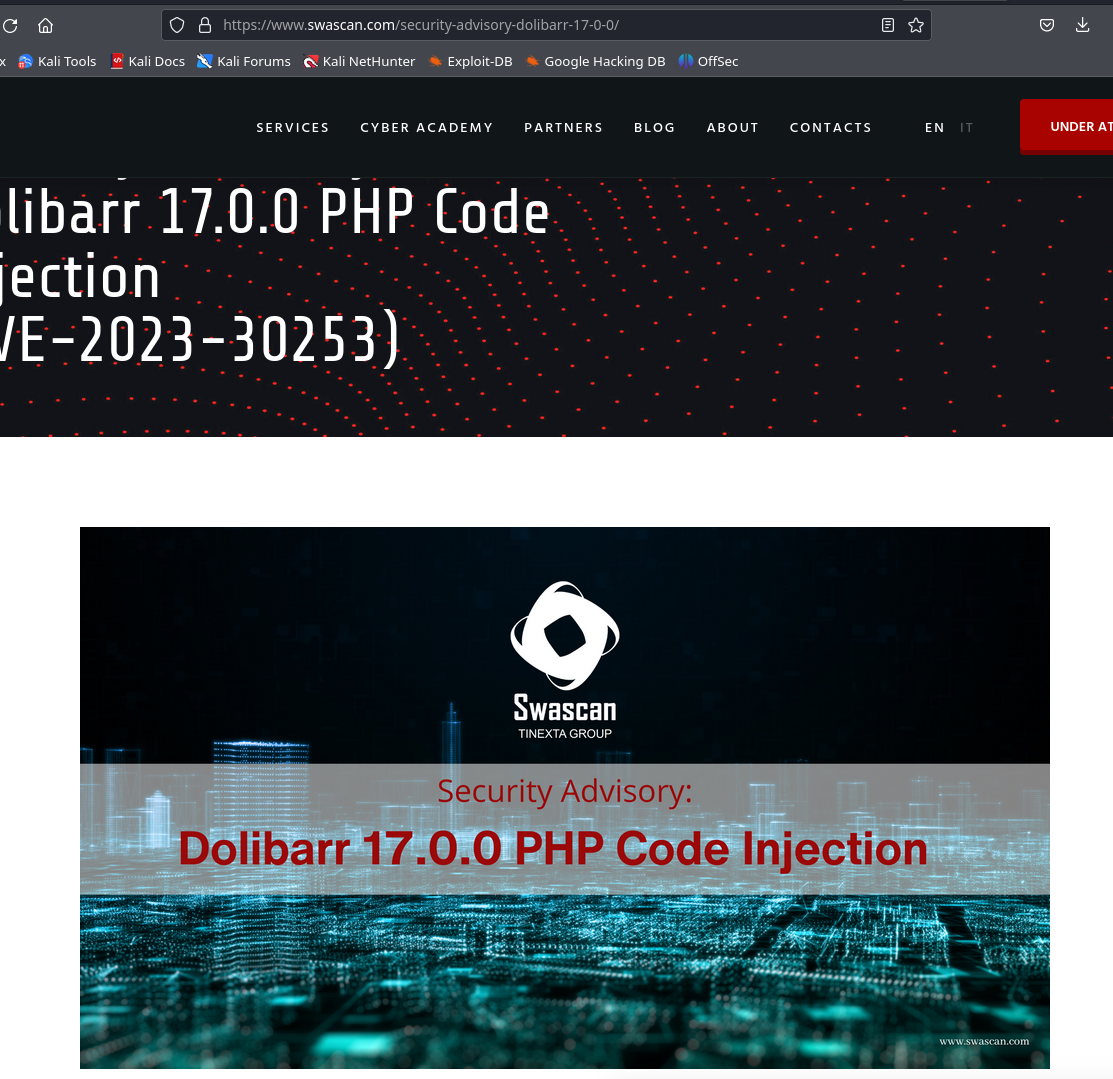 https://www.swascan.com/security-advisory-dolibarr-17-0-0/
x Kali Tools Kali Docs Kali Forums Kali NetHunter Exploit-DB Google Hacking DB OffSec
SERVICES CYBER ACADEMY PARTNERS BLOG ABOUT CONTACTS EN IT UNDER AT
olibarr 17.0.0 PHP Code
jection
VE-2023-30253)
Swascan
TINEXTA GROUP
Security Advisory:
Dolibarr 17.0.0 PHP Code Injection
www.swascan.com